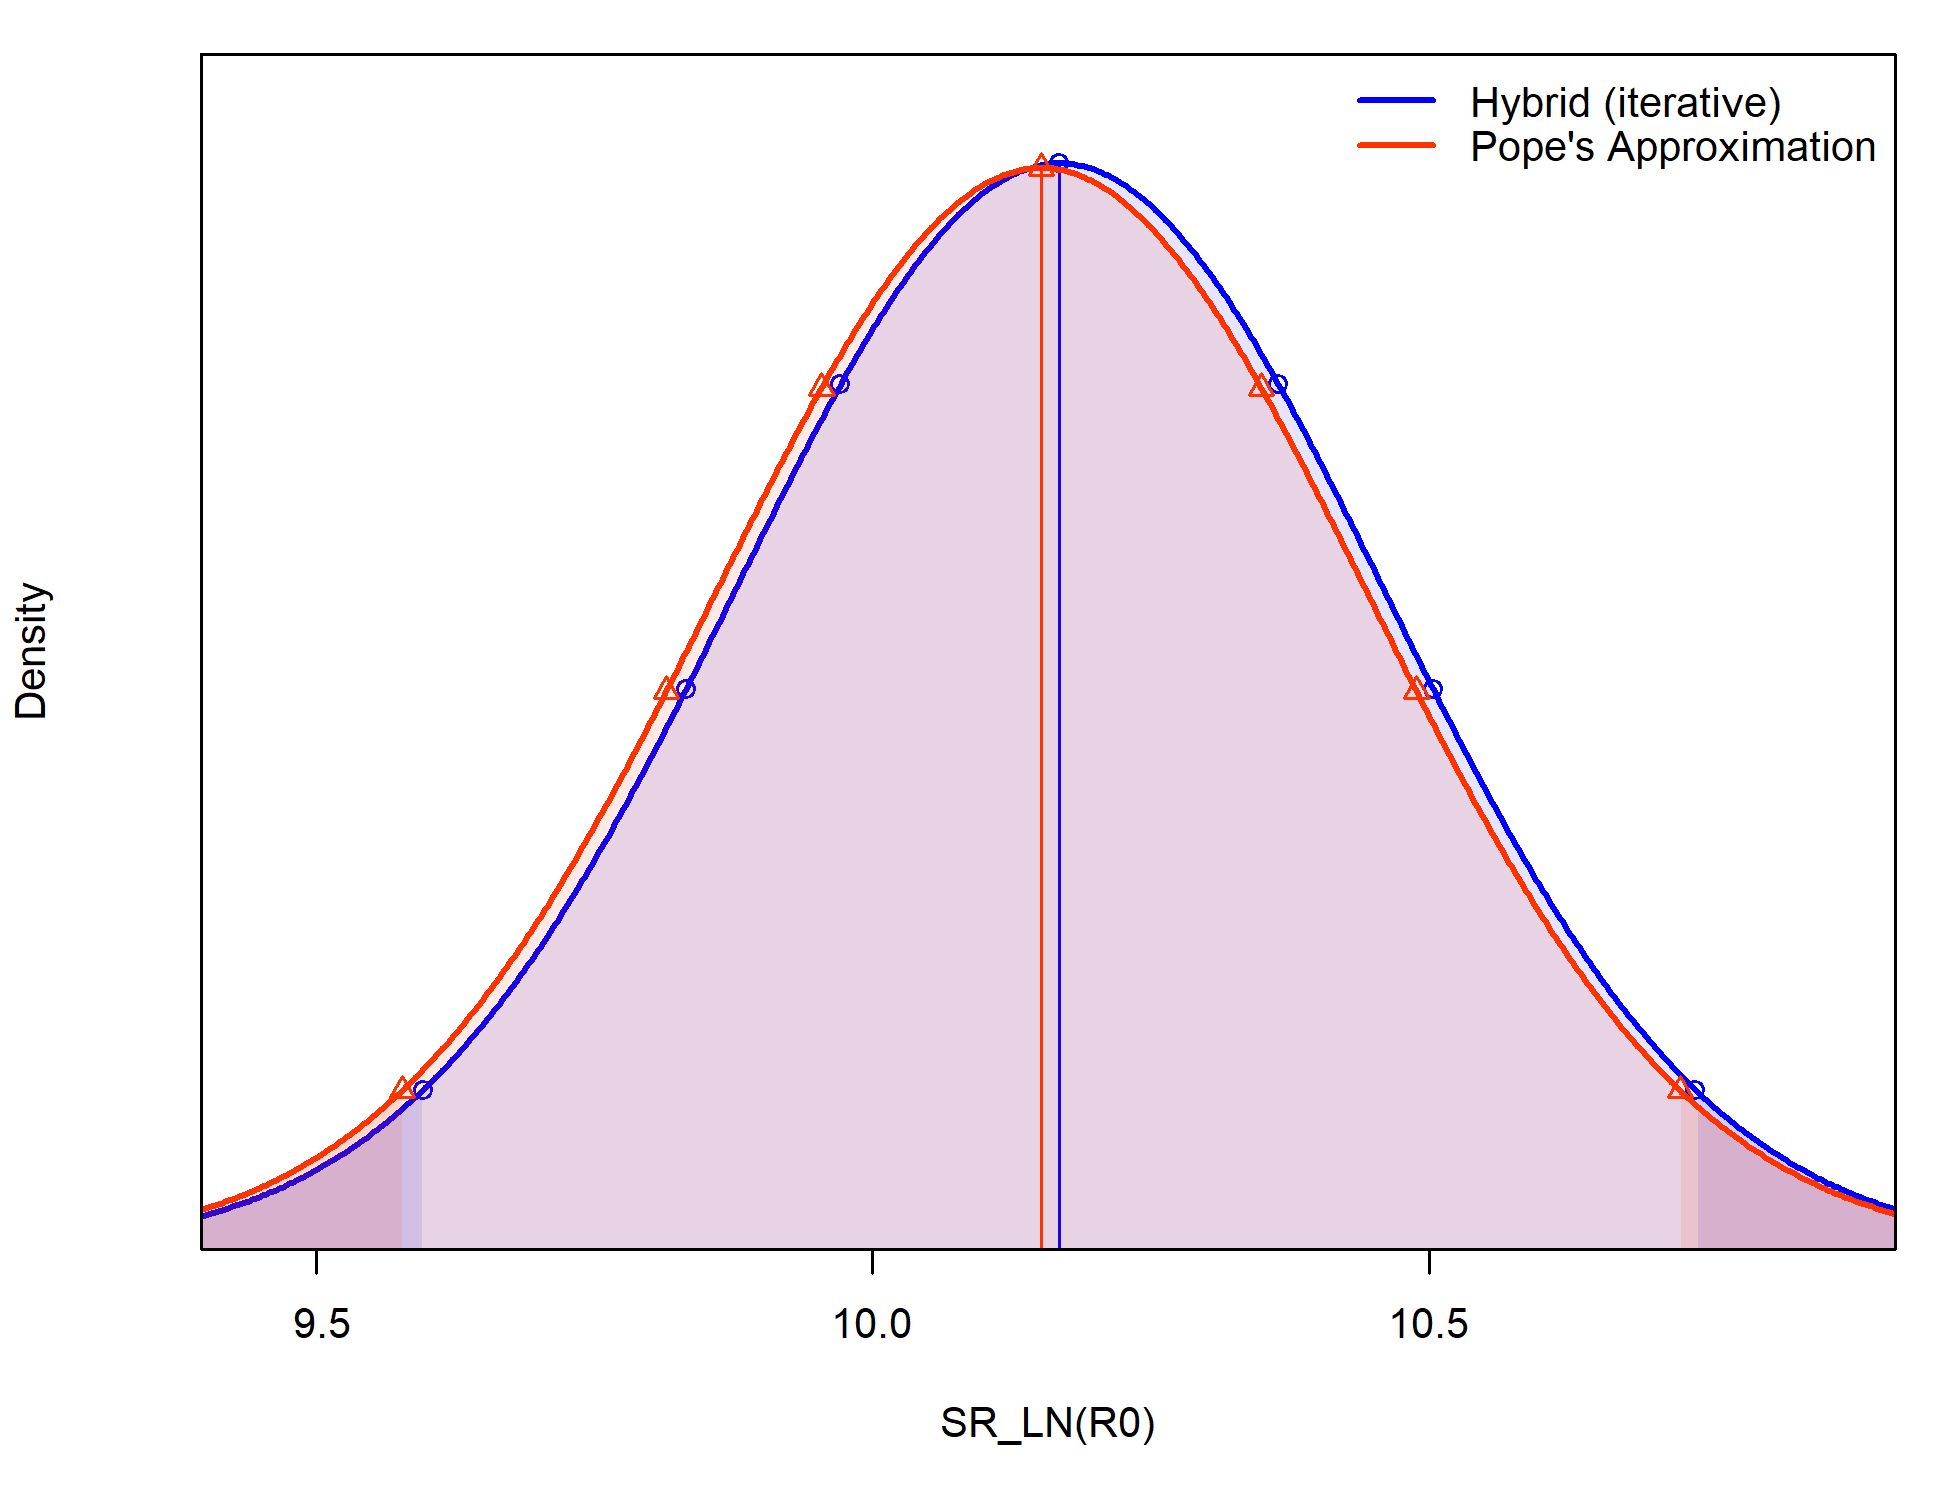 Hybrid (iterative)
Pope's Approximation
Density
9.5
10.0
10.5
SR_LN(R0)